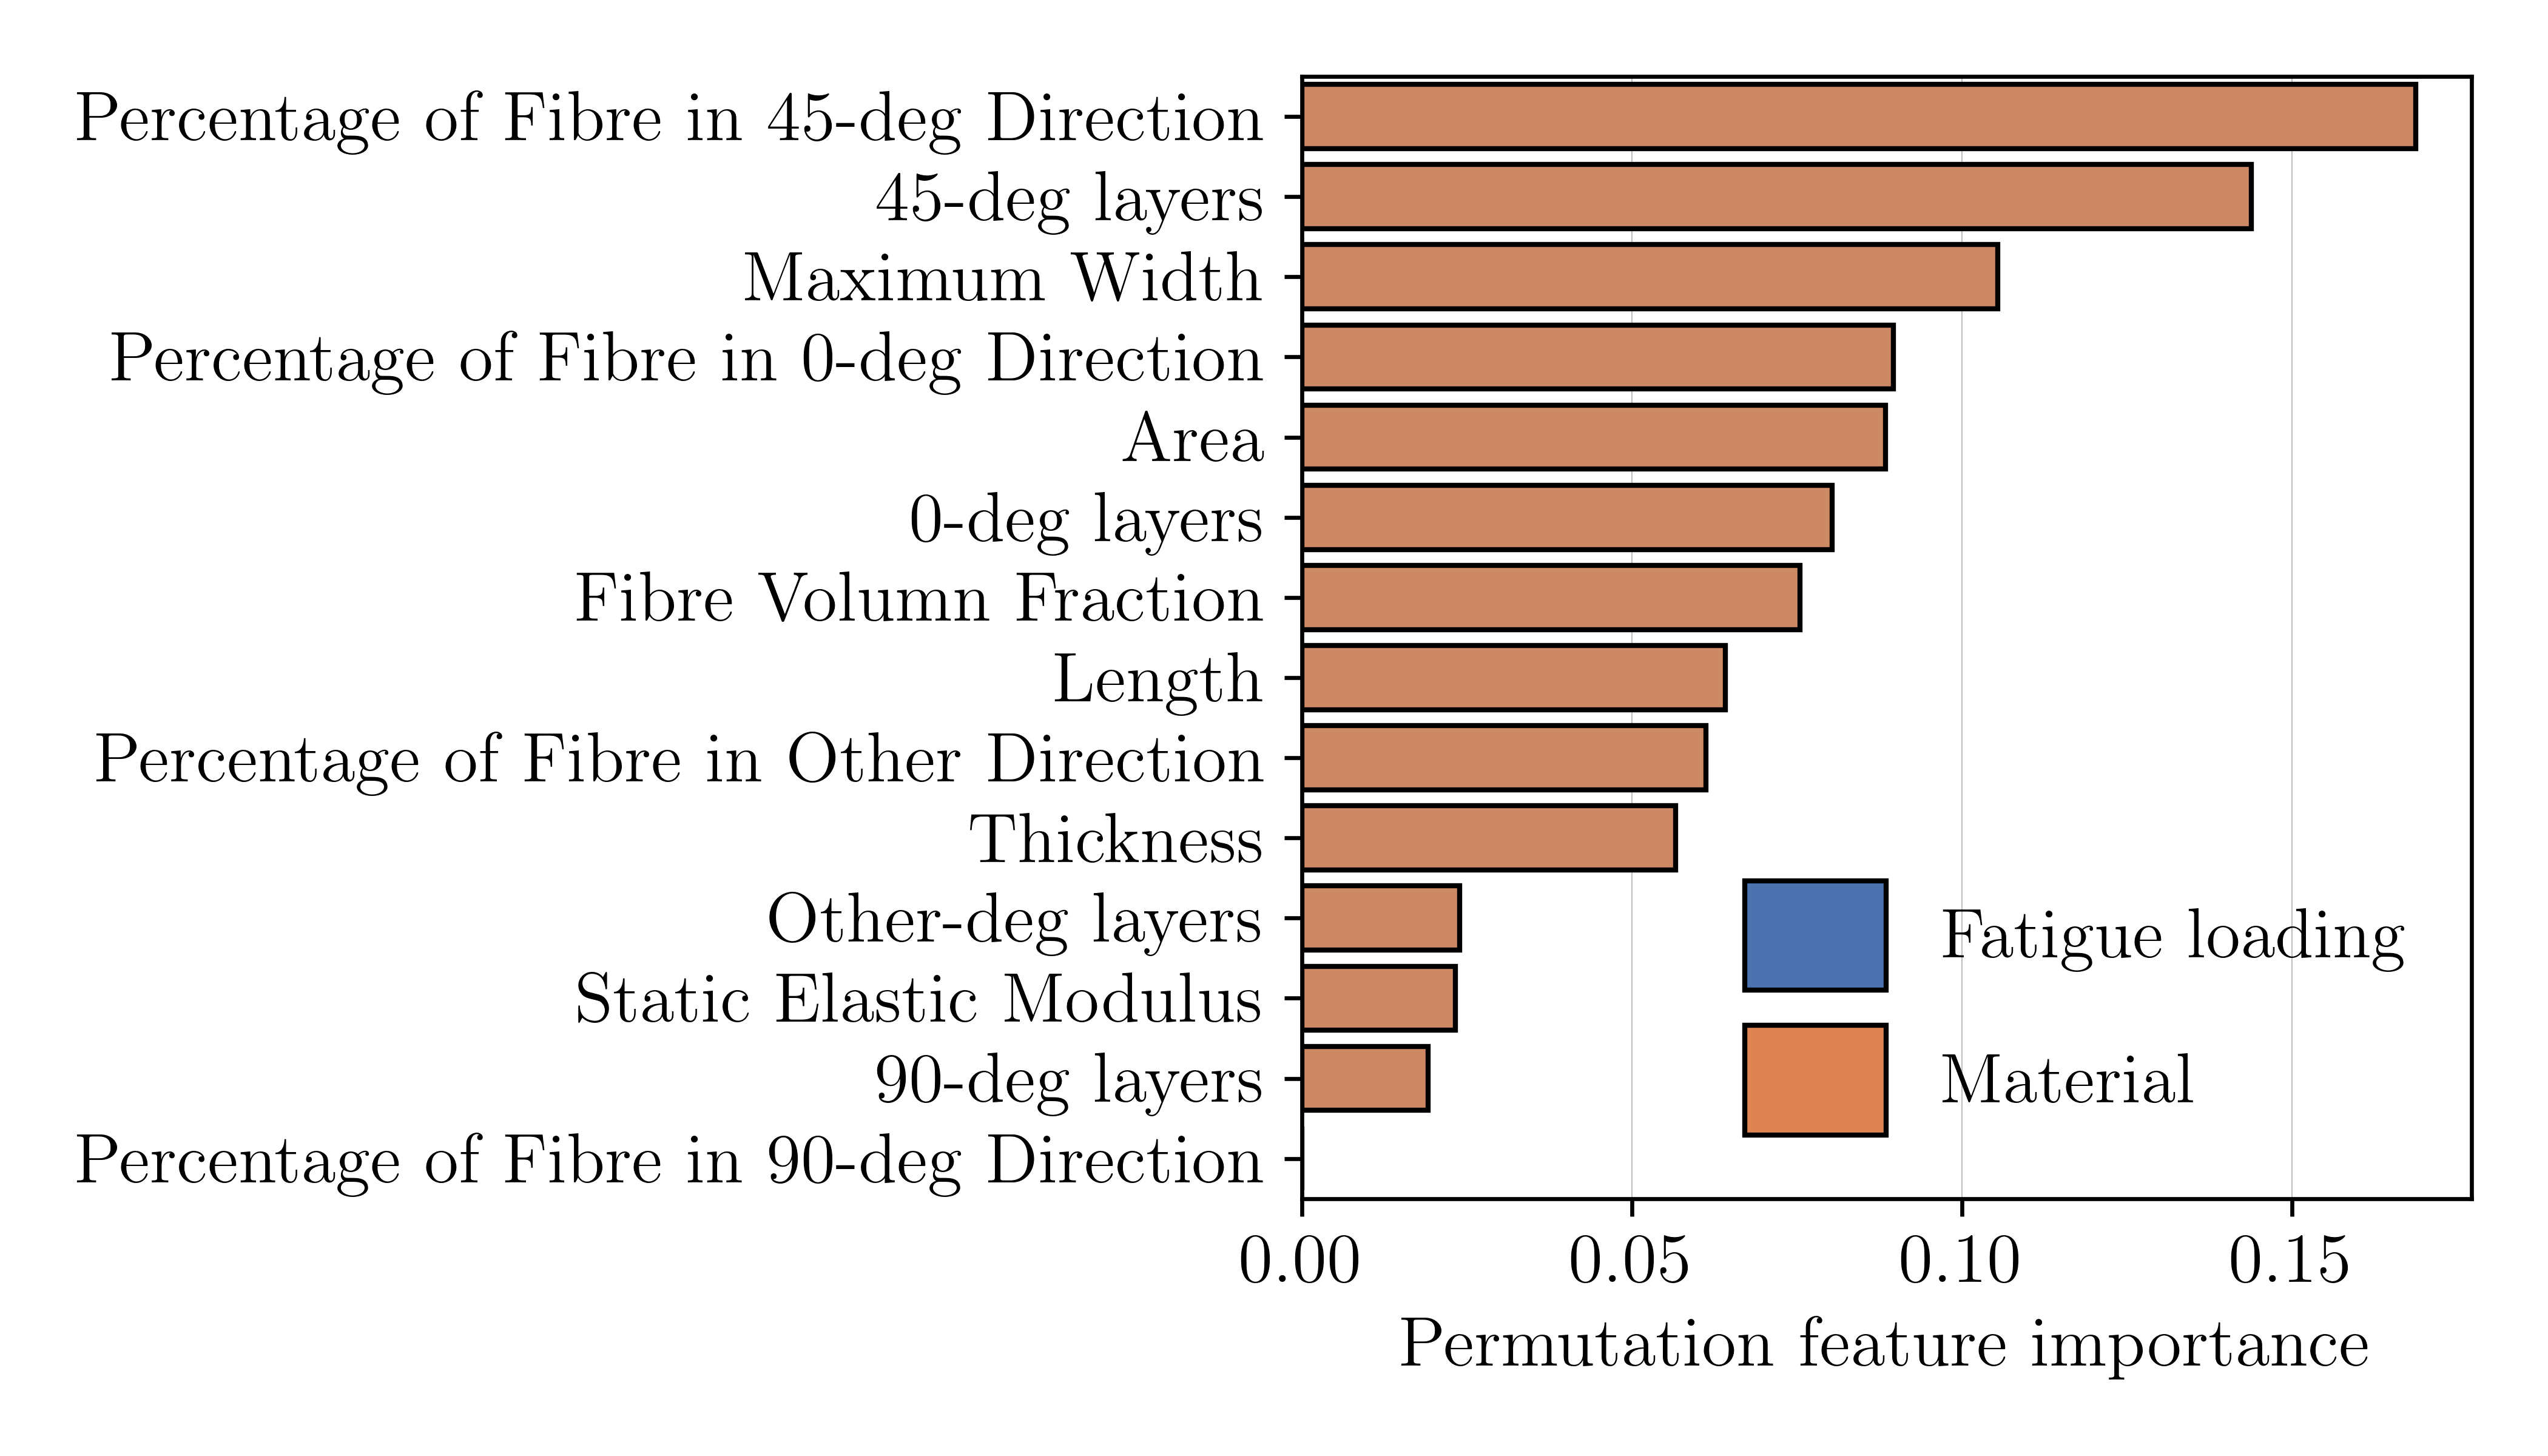 Percentage of Fibre in 45-deg Direction
45-deg layers
Maximum Width
Percentage of Fibre in 0-deg Direction
Area
0-deg layers
Fibre Volumn Fraction
Length
Percentage of Fibre in Other Direction
Thickness
Other-deg layers
Static Elastic Modulus
90-deg layers
Percentage of Fibre in 90-deg Direction
Fatigue loading
Material
0.00 0.05 0.10 0.15
Permutation feature importance